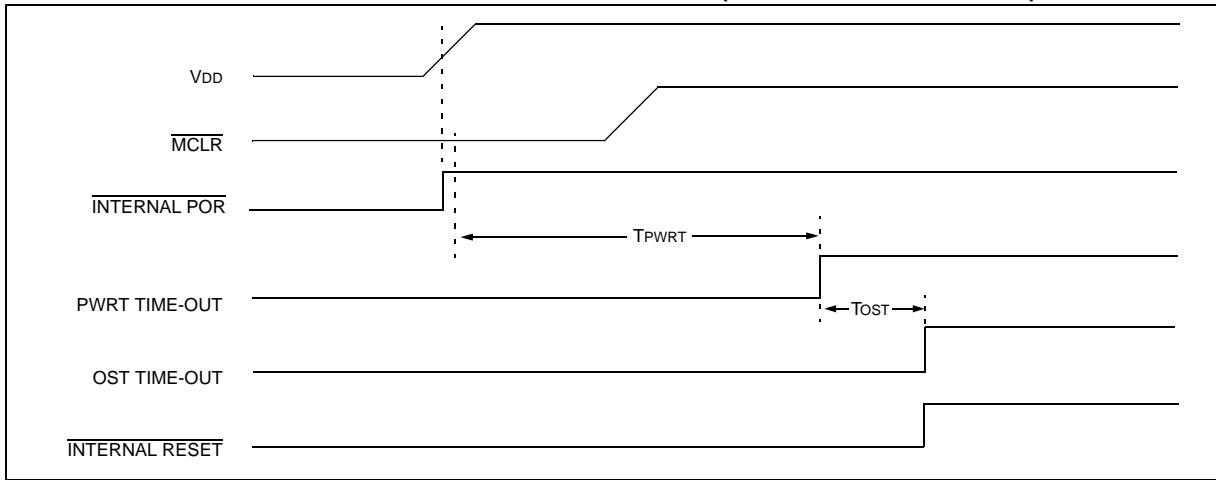 VDD
MCLR
INTERNAL POR
TPWRT
PWRT TIME-OUT
TOST
OST TIME-OUT
INTERNAL RESET